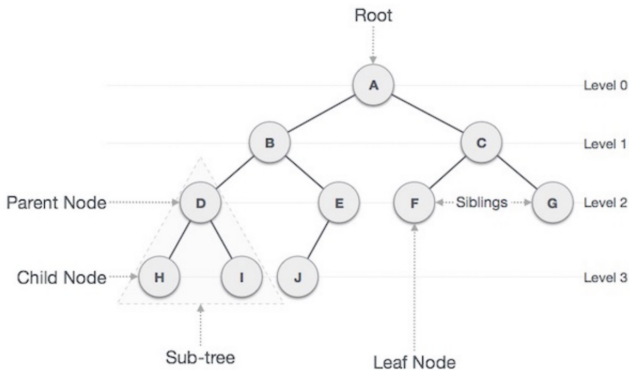 Root
A
Level 0
B
C
Level 1
Parent Node
D
E
F
Siblings
G
Level 2
Child Node
H
I
J
Level 3
Sub-tree
Leaf Node